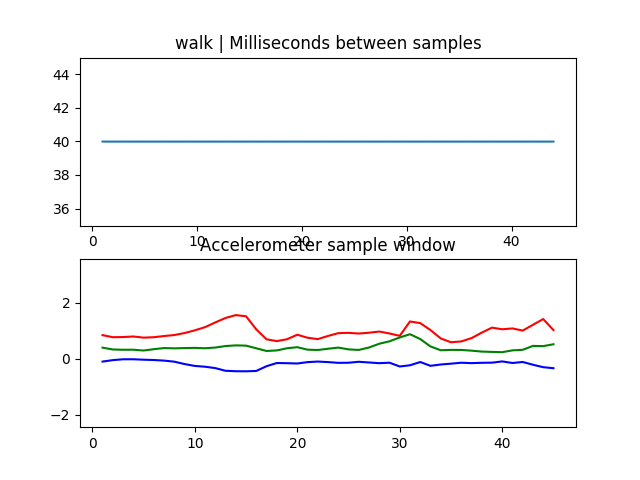 walk | Milliseconds between samples
44
42
40
38
36
0 10 20 30 40
Accelerometer sample window
2
0
−2
0 10 20 30 40